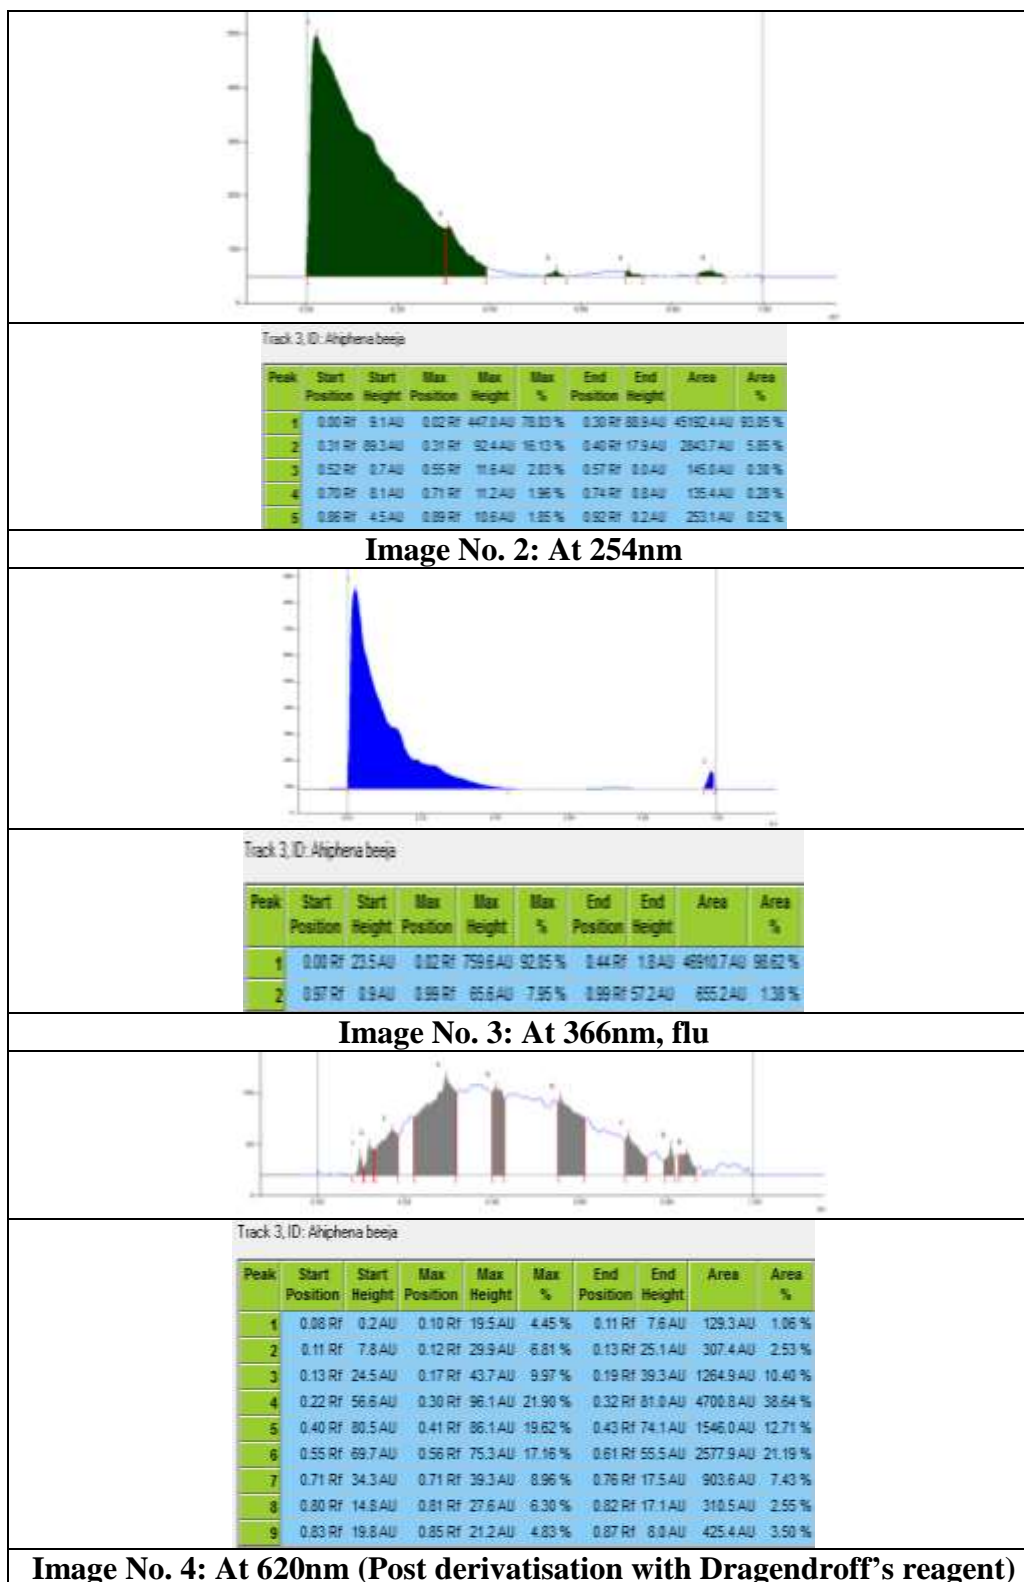 Track 3, ID: Ahiphena beeja
Peak Start Position Start Height Max Position Max Height Max % End Position End Height Area Area %
1 0.00 Rf 9.1 AU 0.02 Rf 447.0 AU 78.03 % 0.30 Rf 88.9 AU 45192.4 AU 93.05 %
2 0.31 Rf 89.3 AU 0.31 Rf 92.4 AU 16.13 % 0.40 Rf 17.9 AU 2843.7 AU 5.85 %
3 0.52 Rf 0.7 AU 0.55 Rf 11.6 AU 2.03 % 0.57 Rf 0.0 AU 145.0 AU 0.30 %
4 0.70 Rf 8.1 AU 0.71 Rf 11.2 AU 1.96 % 0.74 Rf 0.8 AU 135.4 AU 0.28 %
5 0.86 Rf 4.5 AU 0.89 Rf 10.6 AU 1.85 % 0.92 Rf 0.2 AU 253.1 AU 0.52 %
Image No. 2: At 254nm
Track 3, ID: Ahiphena beeja
Peak Start Position Start Height Max Position Max Height Max % End Position End Height Area Area %
1 0.00 Rf 23.5 AU 0.02 Rf 759.6 AU 92.05 % 0.44 Rf 1.8 AU 46910.7 AU 98.62 %
2 0.97 Rf 0.9 AU 0.99 Rf 65.6 AU 7.95 % 0.99 Rf 57.2 AU 655.2 AU 1.38 %
Image No. 3: At 366nm, flu
Track 3, ID: Ahiphena beeja
Peak Start Position Start Height Max Position Max Height Max % End Position End Height Area Area %
1 0.08 Rf 0.2 AU 0.10 Rf 19.5 AU 4.45 % 0.11 Rf 7.6 AU 129.3 AU 1.06 %
2 0.11 Rf 7.8 AU 0.12 Rf 29.9 AU 6.81 % 0.13 Rf 25.1 AU 307.4 AU 2.53 %
3 0.13 Rf 24.5 AU 0.17 Rf 43.7 AU 9.97 % 0.19 Rf 39.3 AU 1264.9 AU 10.40 %
4 0.22 Rf 56.6 AU 0.30 Rf 96.1 AU 21.90 % 0.32 Rf 81.0 AU 4700.8 AU 38.64 %
5 0.40 Rf 80.5 AU 0.41 Rf 86.1 AU 19.62 % 0.43 Rf 74.1 AU 1546.0 AU 12.71 %
6 0.55 Rf 69.7 AU 0.56 Rf 75.3 AU 17.16 % 0.61 Rf 55.5 AU 2577.9 AU 21.19 %
7 0.71 Rf 34.3 AU 0.71 Rf 39.3 AU 8.96 % 0.76 Rf 17.5 AU 903.6 AU 7.43 %
8 0.80 Rf 14.8 AU 0.81 Rf 27.6 AU 6.30 % 0.82 Rf 17.1 AU 310.5 AU 2.55 %
9 0.83 Rf 19.8 AU 0.85 Rf 21.2 AU 4.83 % 0.87 Rf 8.0 AU 425.4 AU 3.50 %
Image No. 4: At 620nm (Post derivatisation with Dragendroff's reagent)